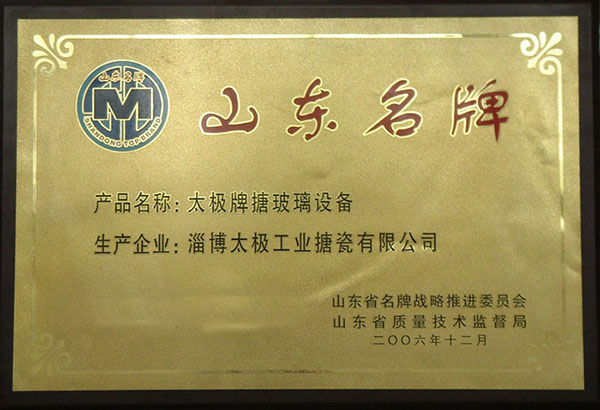 山东名牌
SHANDONG TOP BRAND
山东名牌
产品名称：太极牌搪玻璃设备
生产企业：淄博太极工业搪瓷有限公司
山东省名牌战略推进委员会
山东省质量技术监督局
二〇〇六年十二月